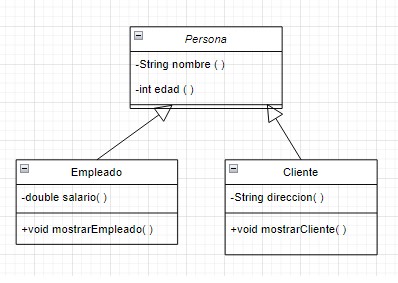 Persona
-String nombre ( )
-int edad ( )
Empleado
-double salario( )
+void mostrarEmpleado( )
Cliente
-String direccion( )
+void mostrarCliente( )